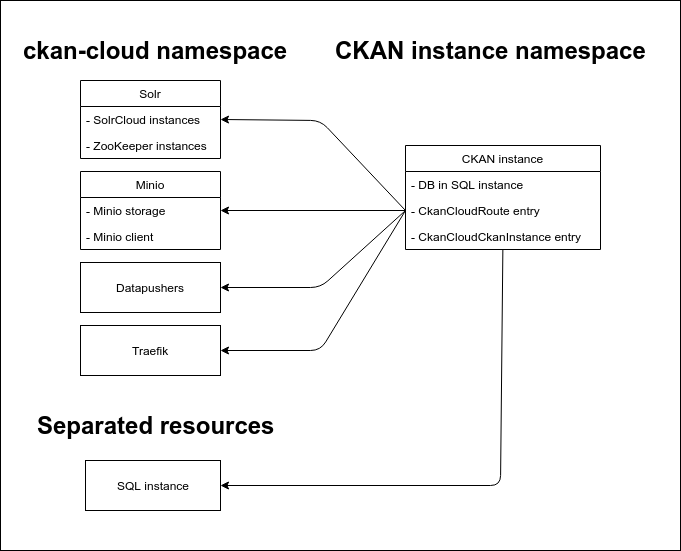 ckan-cloud namespace
CKAN instance namespace
Solr
- SolrCloud instances
- ZooKeeper instances
Minio
- Minio storage
- Minio client
Datapushers
Traefik
CKAN instance
- DB in SQL instance
- CkanCloudRoute entry
- CkanCloudCkanInstance entry
Separated resources
SQL instance